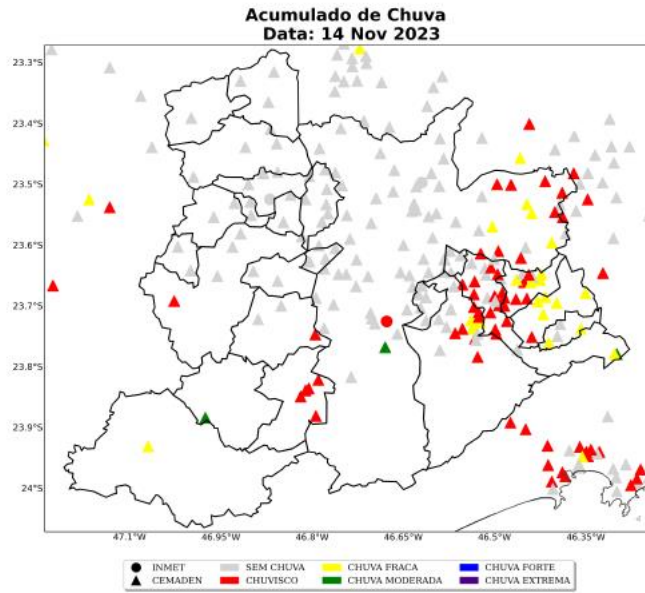 Acumulado de Chuva
Data: 14 Nov 2023
23.3°S
23.4°S
23.5°S
23.6°S
23.7°S
23.8°S
23.9°S
24°S
47.1°W
46.95°W
46.8°W
46.65°W
46.5°W
46.35°W
INMET SEM CHUVA CHUVA FRACA CHUVA FORTE
CEMADEN CHUVISCO CHUVA MODERADA CHUVA EXTREMA